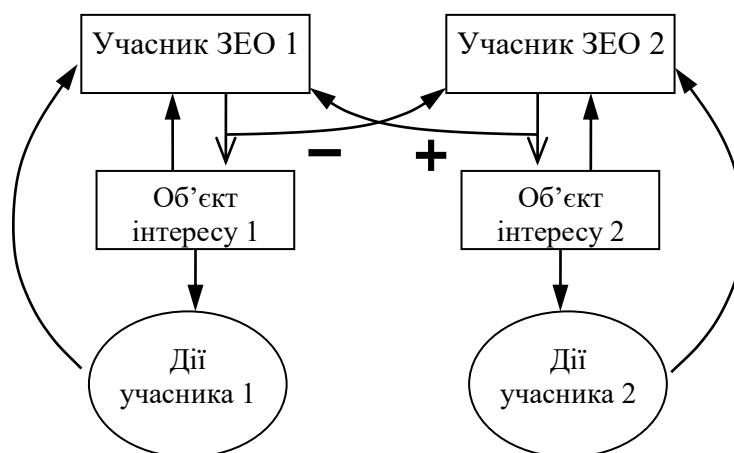 Учасник ЗЕО 1
Учасник ЗЕО 2
–
+
Об’єкт
інтересу 1
Об’єкт
інтересу 2
Дії
учасника 1
Дії
учасника 2